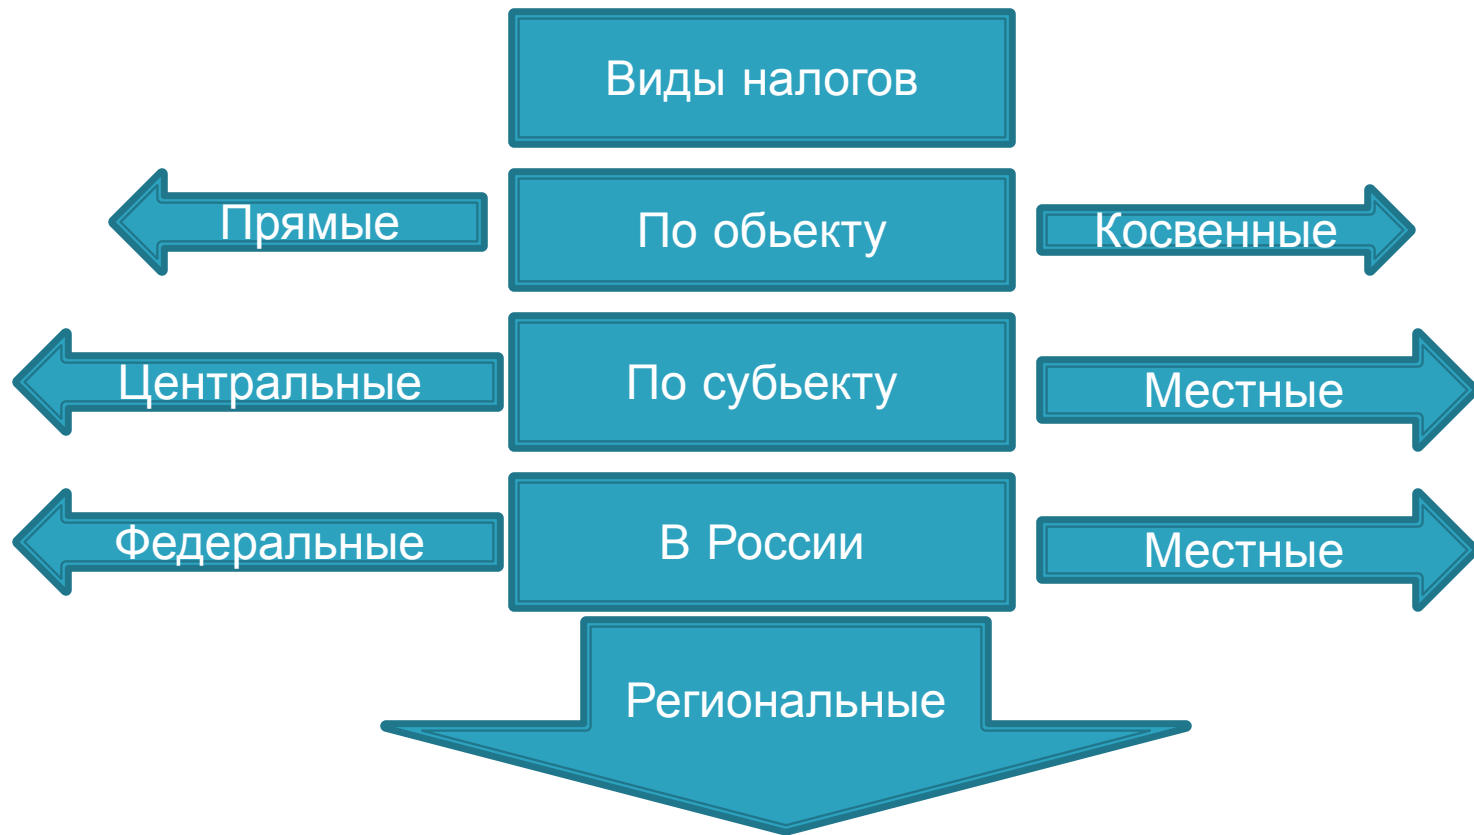 Виды налогов
Прямые
По обьекту
Косвенные
Центральные
По субьекту
Местные
Федеральные
В России
Местные
Региональные